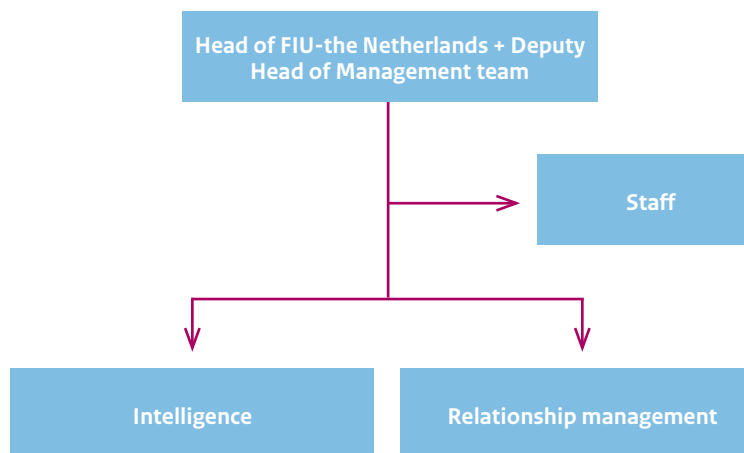 Head of FIU-the Netherlands + Deputy
Head of Management team
Staff
Intelligence
Relationship management